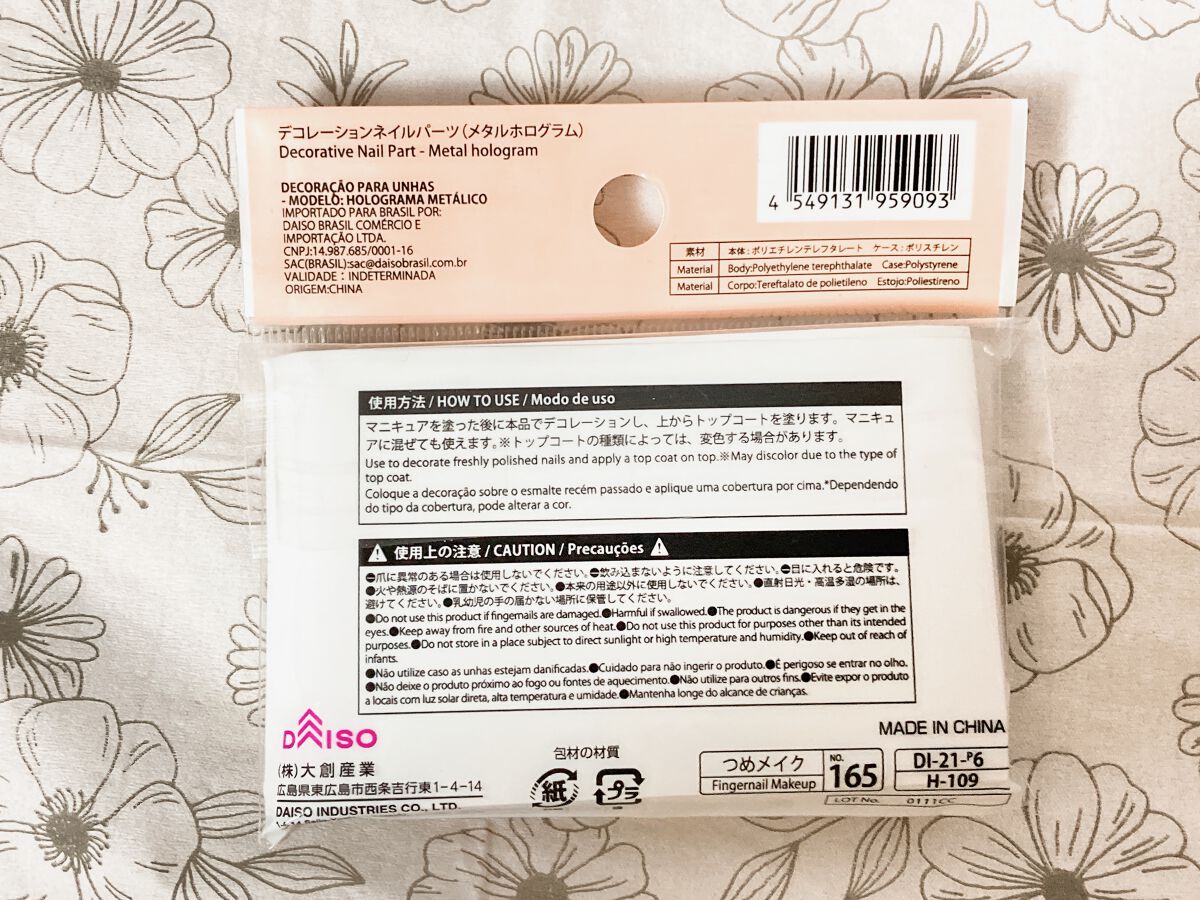 デコレーションネイルパーツ(メタルホログラム)
Decorative Nail Part - Metal hologram
DECORAÇÃO PARA UNHAS
- MODELO: HOLOGRAMA METÁLICO
IMPORTADO PARA BRASIL POR:
DAISO BRASIL COMÉRCIO E
IMPORTAÇÃO LTDA.
CNPJ:14.987.685/0001-16
SAC(BRASIL):sac@daisobrasil.com.br
VALIDADE：INDETERMINADA
ORIGEM:CHINA
4 549131 959093
素材 本体：ポリエチレンテレフタレート ケース：ポリスチレン
Material Body:Polyethylene terephthalate Case:Polystyrene
Material Corpo:Tereftalato de polietileno Estojo:Poliestireno
使用方法 / HOW TO USE / Modo de uso
マニキュアを塗った後に本品でデコレーションし、上からトップコートを塗ります。マニキュ
アに混ぜても使えます。※トップコートの種類によっては、変色する場合があります。
Use to decorate freshly polished nails and apply a top coat on top.※May discolor due to the type of
top coat.
Coloque a decoração sobre o esmalte recém passado e aplique uma cobertura por cima.*Dependendo
do tipo da cobertura, pode alterar a cor.
使用上の注意 / CAUTION / Precauções
●爪に異常のある場合は使用しないでください。●飲み込まないように注意してください。●目に入れると危険です。
●火や熱源のそばに置かないでください。●本来の用途以外に使用しないでください。●直射日光・高温多湿の場所は、
避けてください。●乳幼児の手の届かない場所に保管してください。
●Do not use this product if fingernails are damaged.●Harmful if swallowed.●The product is dangerous if they get in the
eyes.●Keep away from fire and other sources of heat.●Do not use this product for purposes other than its intended
purposes.●Do not store in a place subject to direct sunlight or high temperature and humidity.●Keep out of reach of
infants.
●Não utilize caso as unhas estejam danificadas.●Cuidado para não ingerir o produto.●É perigoso se entrar no olho.
●Não deixe o produto próximo ao fogo ou fontes de aquecimento.●Não utilize para outros fins.●Evite expor o produto
a locais com luz solar direta, alta temperatura e umidade.●Mantenha longe do alcance de crianças.
DAISO
(株)大創産業
広島県東広島市西条吉行東1-4-14
DAISO INDUSTRIES CO., LTD.
包材の材質
紙 プラ
MADE IN CHINA
つめメイク
Fingernail Makeup
NO.
165
DI-21-P6
H-109
LOT No. 0111CC